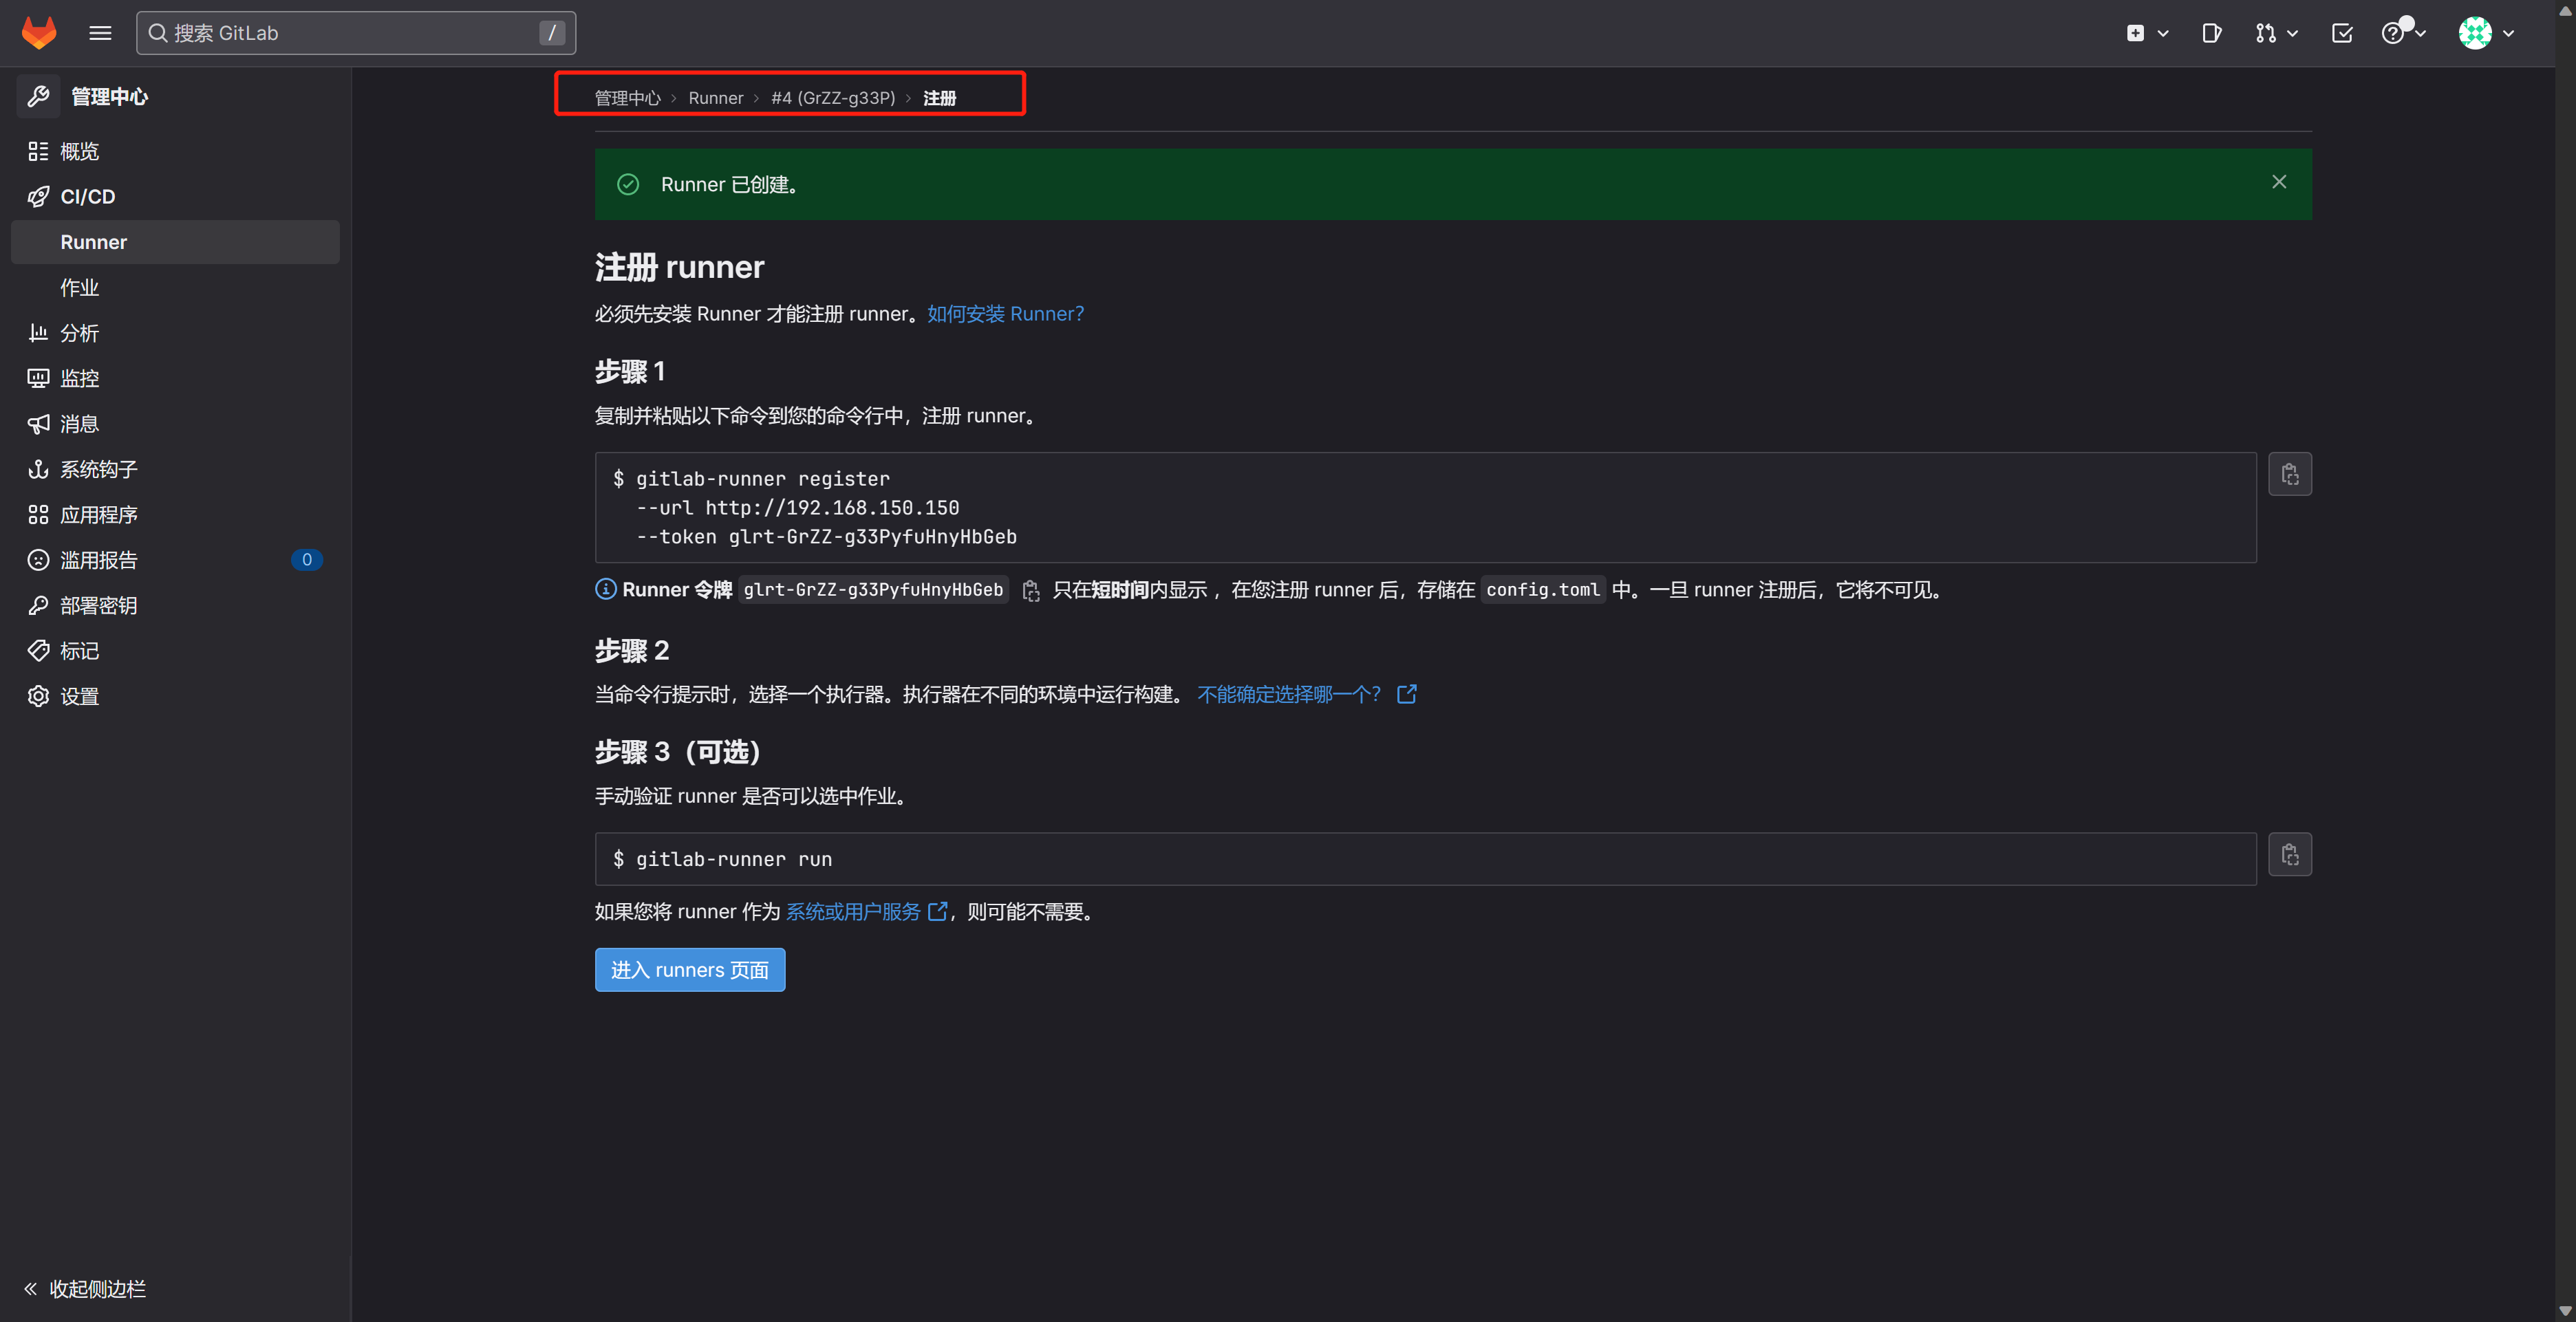 搜索 GitLab /
管理中心
概览
CI/CD
Runner
作业
分析
监控
消息
系统钩子
应用程序
滥用报告 0
部署密钥
标记
设置
收起侧边栏
管理中心 > Runner > #4 (GrZZ-g33P) > 注册
Runner 已创建。
注册 runner
必须先安装 Runner 才能注册 runner。如何安装 Runner?
步骤 1
复制并粘贴以下命令到您的命令行中，注册 runner。
$ gitlab-runner register
--url http://192.168.150.150
--token glrt-GrZZ-g33PyfuHnyHbGeb
Runner 令牌 glrt-GrZZ-g33PyfuHnyHbGeb 只在短时间内显示 ，在您注册 runner 后，存储在 config.toml 中。一旦 runner 注册后，它将不可见。
步骤 2
当命令行提示时，选择一个执行器。执行器在不同的环境中运行构建。 不能确定选择哪一个？
步骤 3（可选）
手动验证 runner 是否可以选中作业。
$ gitlab-runner run
如果您将 runner 作为 系统或用户服务 ，则可能不需要。
进入 runners 页面